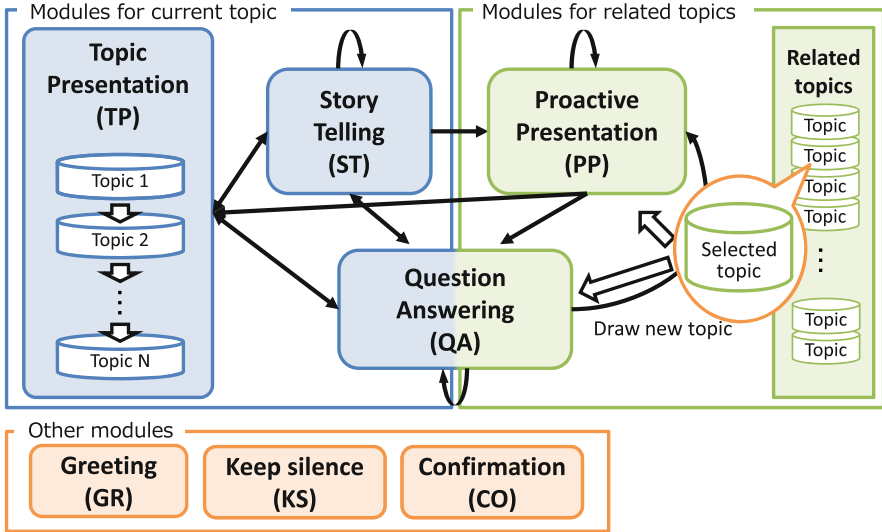 Modules for current topic
Modules for related topics
Topic
Presentation
(TP)
Topic 1
Topic 2
Topic N
Story
Telling
(ST)
Proactive
Presentation
(PP)
Question
Answering
(QA)
Related
topics
Topic
Topic
Topic
Topic
Topic
Topic
Selected
topic
Draw new topic
Other modules
Greeting
(GR)
Keep silence
(KS)
Confirmation
(CO)